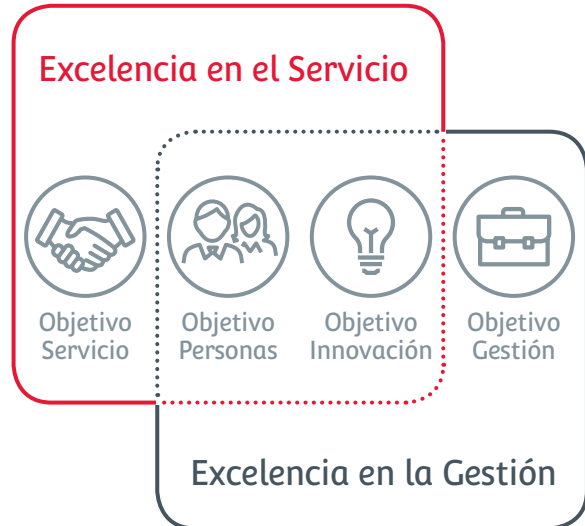 Excelencia en el Servicio
Objetivo
Servicio
Objetivo
Personas
Objetivo
Innovación
Objetivo
Gestión
Excelencia en la Gestión